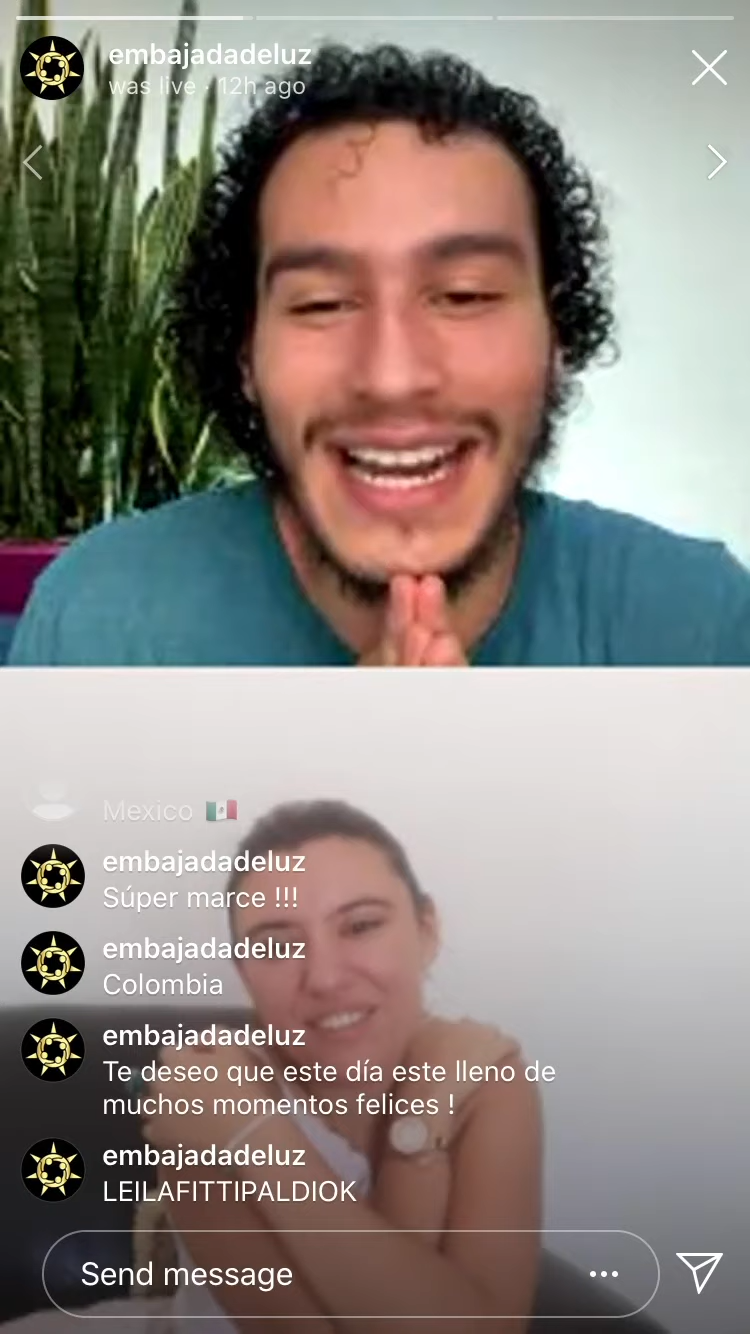 embajadadeluz
was live · 12h ago
Mexico 🇲🇽
embajadadeluz
Súper marce !!!
embajadadeluz
Colombia
embajadadeluz
Te deseo que este día este lleno de
muchos momentos felices !
embajadadeluz
LEILAFITTIPALDIOK
Send message